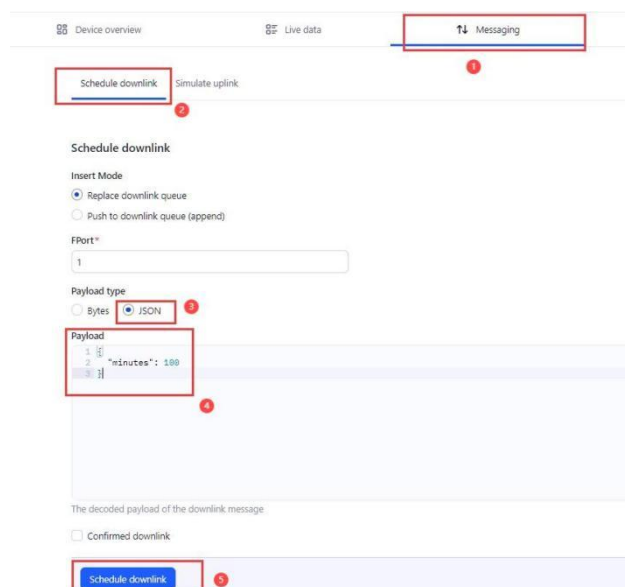 Device overview Live data Messaging
1
Schedule downlink Simulate uplink
2
Schedule downlink
Insert Mode
Replace downlink queue
Push to downlink queue (append)
FPort*
1
Payload type
Bytes JSON 3
Payload
1 {
2 "minutes": 100
3 }
4
The decoded payload of the downlink message
Confirmed downlink
Schedule downlink 5